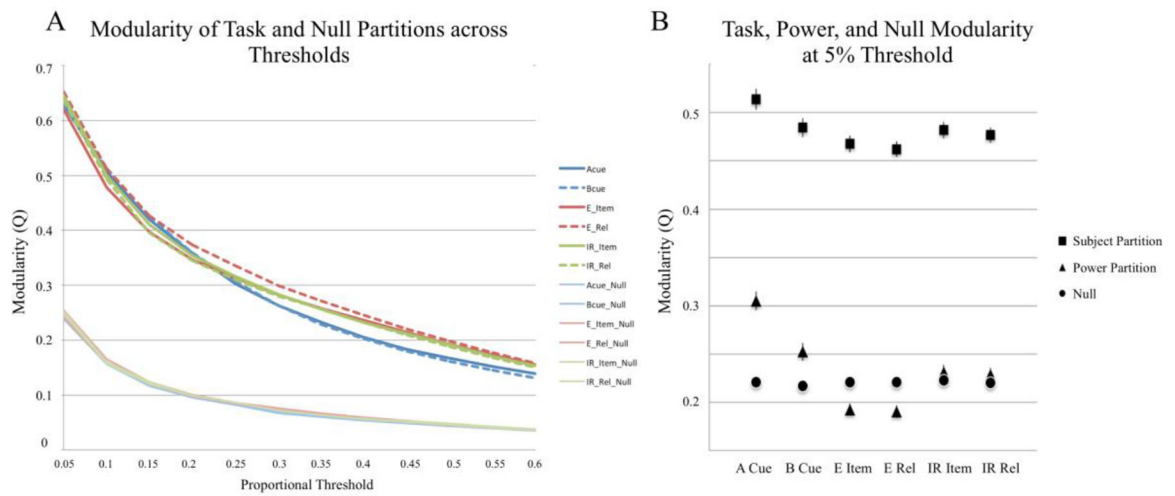 A
Modularity of Task and Null Partitions across
Thresholds
0.7
0.6
0.5
0.4
0.3
0.2
0.1
0
Modularity (Q)
0.05 0.1 0.15 0.2 0.25 0.3 0.35 0.4 0.45 0.5 0.55 0.6
Proportional Threshold
Acue
Bcue
E_Item
E_Rel
IR_Item
IR_Rel
Acue_Null
Bcue_Null
E_Item_Null
E_Rel_Null
IR_Item_Null
IR_Rel_Null
B
Task, Power, and Null Modularity
at 5% Threshold
0.5
0.4
0.3
0.2
Modularity (Q)
A Cue B Cue E Item E Rel IR Item IR Rel
Subject Partition
Power Partition
Null